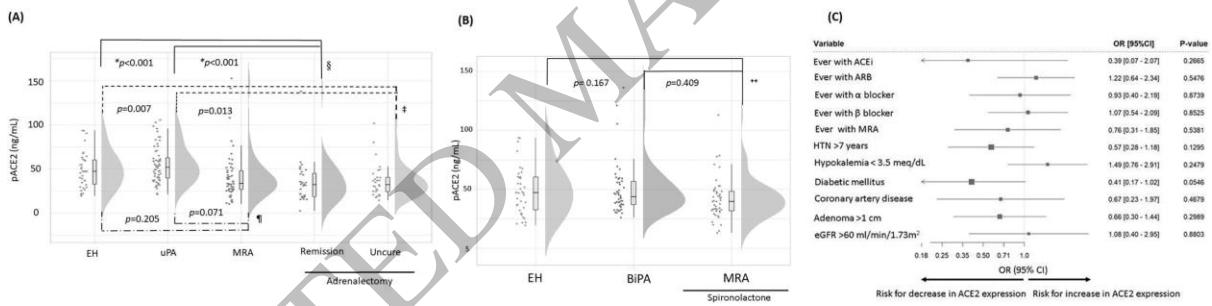 (A)
*p<0.001
*p<0.001
§
p=0.007
p=0.013
‡
pACE2 (ng/mL)
150
100
50
0
p=0.205
p=0.071
¶
EH
uPA
MRA
Remission
Uncure
Adrenalectomy
(B)
p= 0.167
p=0.409
**
pACE2 (ng/mL)
150
100
50
5
EH
BiPA
MRA
Spironolactone
(C)
Variable OR [95%CI] P-value
Ever with ACEi 0.39 [0.07 - 2.07] 0.2665
Ever with ARB 1.22 [0.64 - 2.34] 0.5476
Ever with α blocker 0.93 [0.40 - 2.19] 0.8739
Ever with β blocker 1.07 [0.54 - 2.09] 0.8525
Ever with MRA 0.76 [0.31 - 1.85] 0.5381
HTN >7 years 0.57 [0.28 - 1.18] 0.1295
Hypokalemia < 3.5 meq/dL 1.49 [0.76 - 2.91] 0.2479
Diabetic mellitus 0.41 [0.17 - 1.02] 0.0546
Coronary artery disease 0.67 [0.23 - 1.97] 0.4679
Adenoma >1 cm 0.66 [0.30 - 1.44] 0.2989
eGFR >60 ml/min/1.73m² 1.08 [0.40 - 2.95] 0.8803
0.18 0.25 0.35 0.50 0.71 1.0
OR (95% CI)
Risk for decrease in ACE2 expression Risk for increase in ACE2 expression